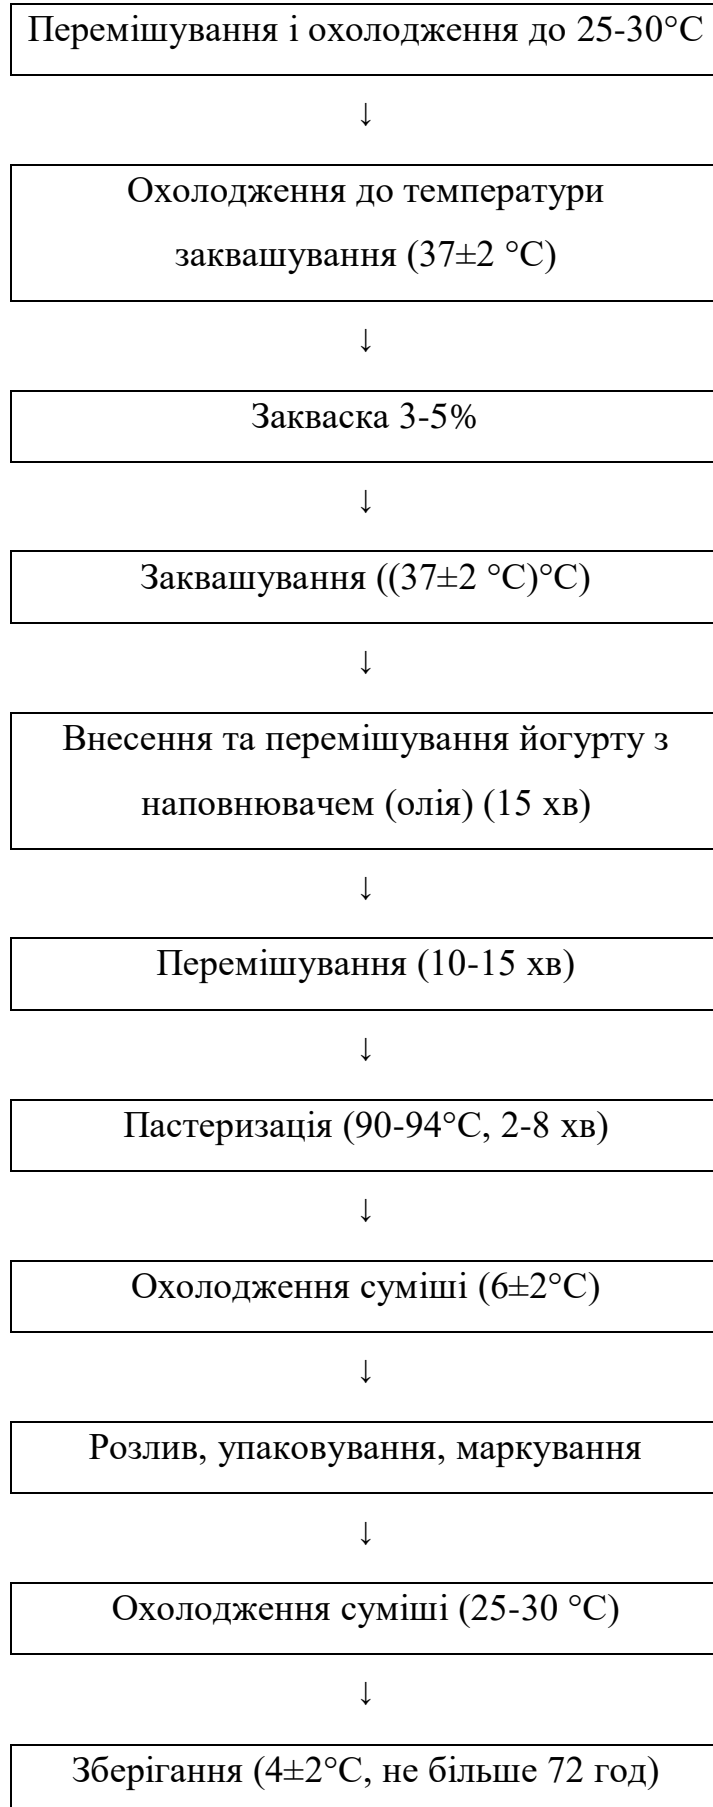 Перемішування і охолодження до 25-30°С
↓
Охолодження до температури
заквашування (37±2 °С)
↓
Закваска 3-5%
↓
Заквашування ((37±2 °С)°С)
↓
Внесення та перемішування йогурту з
наповнювачем (олія) (15 хв)
↓
Перемішування (10-15 хв)
↓
Пастеризація (90-94°С, 2-8 хв)
↓
Охолодження суміші (6±2°С)
↓
Розлив, упаковування, маркування
↓
Охолодження суміші (25-30 °С)
↓
Зберігання (4±2°С, не більше 72 год)